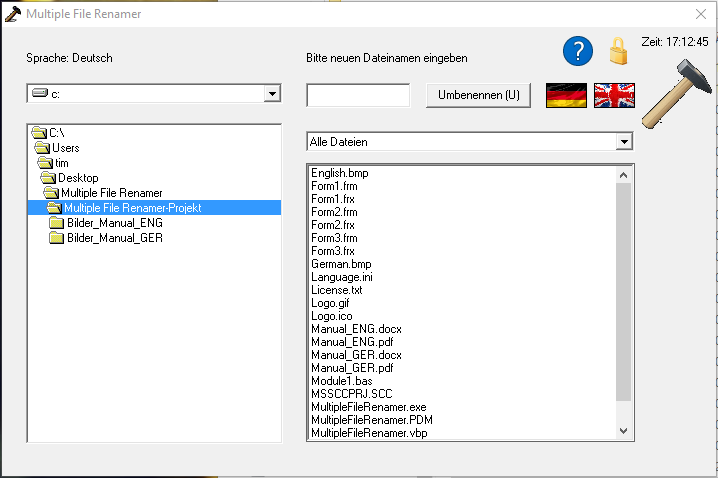 Multiple File Renamer
Zeit: 17:12:45
Sprache: Deutsch
Bitte neuen Dateinamen eingeben
c:
Umbenennen (U)
Alle Dateien
C:\
Users
tim
Desktop
Multiple File Renamer
Multiple File Renamer-Projekt
Bilder_Manual_ENG
Bilder_Manual_GER
English.bmp
Form1.frm
Form1.frx
Form2.frm
Form2.frx
Form3.frm
Form3.frx
German.bmp
Language.ini
License.txt
Logo.gif
Logo.ico
Manual_ENG.docx
Manual_ENG.pdf
Manual_GER.docx
Manual_GER.pdf
Module1.bas
MSSCCPRJ.SCC
MultipleFileRenamer.exe
MultipleFileRenamer.PDM
MultipleFileRenamer.vbp